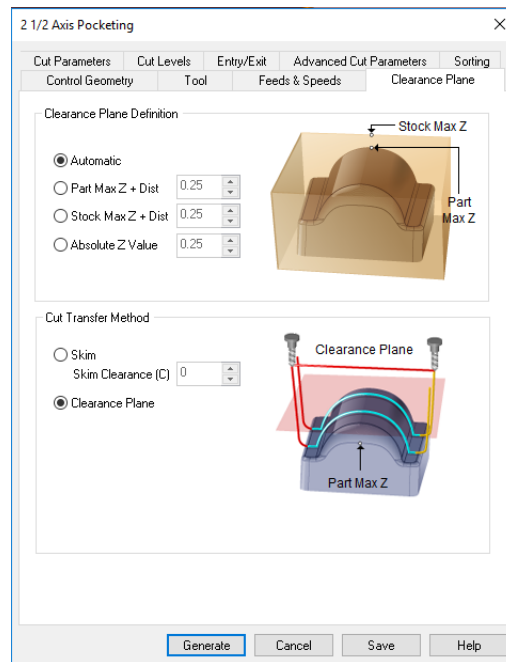 2 1/2 Axis Pocketing
Cut Parameters Cut Levels Entry/Exit Advanced Cut Parameters Sorting
Control Geometry Tool Feeds & Speeds Clearance Plane
Clearance Plane Definition
Stock Max Z
Automatic
Part Max Z + Dist 0.25
Part
Max Z
Stock Max Z + Dist 0.25
Absolute Z Value 0.25
Cut Transfer Method
Skim
Clearance Plane
Skim Clearance (C) 0
Clearance Plane
Part Max Z
Generate Cancel Save Help